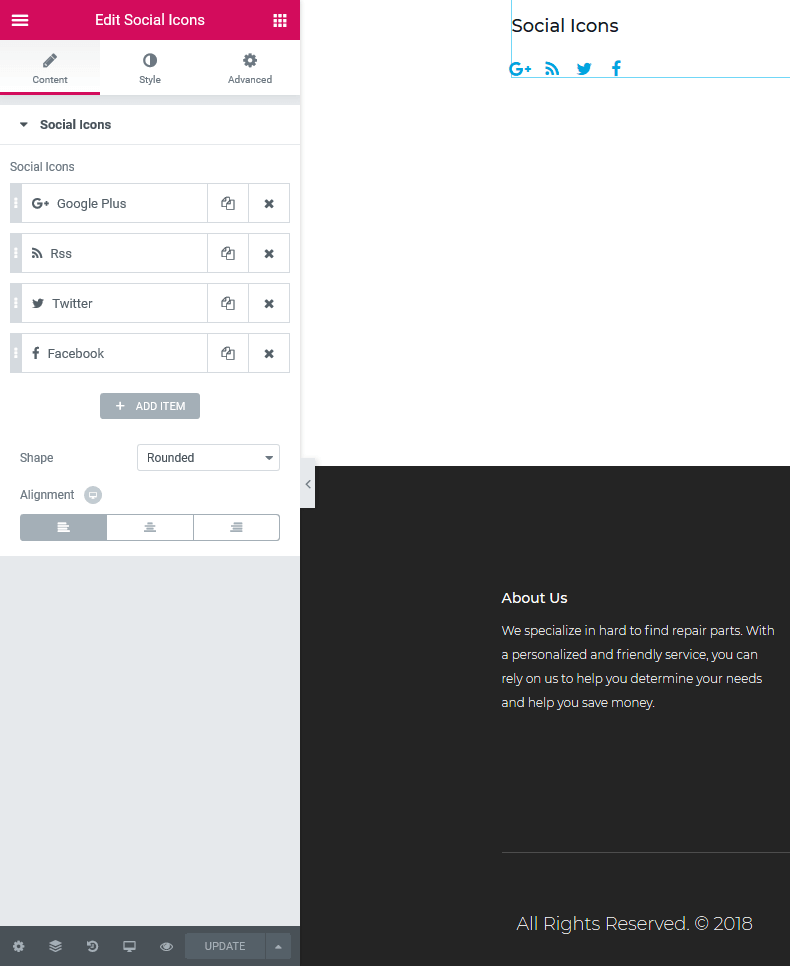 Edit Social Icons
Content
Style
Advanced
Social Icons
Social Icons
Google Plus
Rss
Twitter
Facebook
ADD ITEM
Shape
Rounded
Alignment
UPDATE
Social Icons
About Us
We specialize in hard to find repair parts. With
a personalized and friendly service, you can
rely on us to help you determine your needs
and help you save money.
All Rights Reserved. © 2018